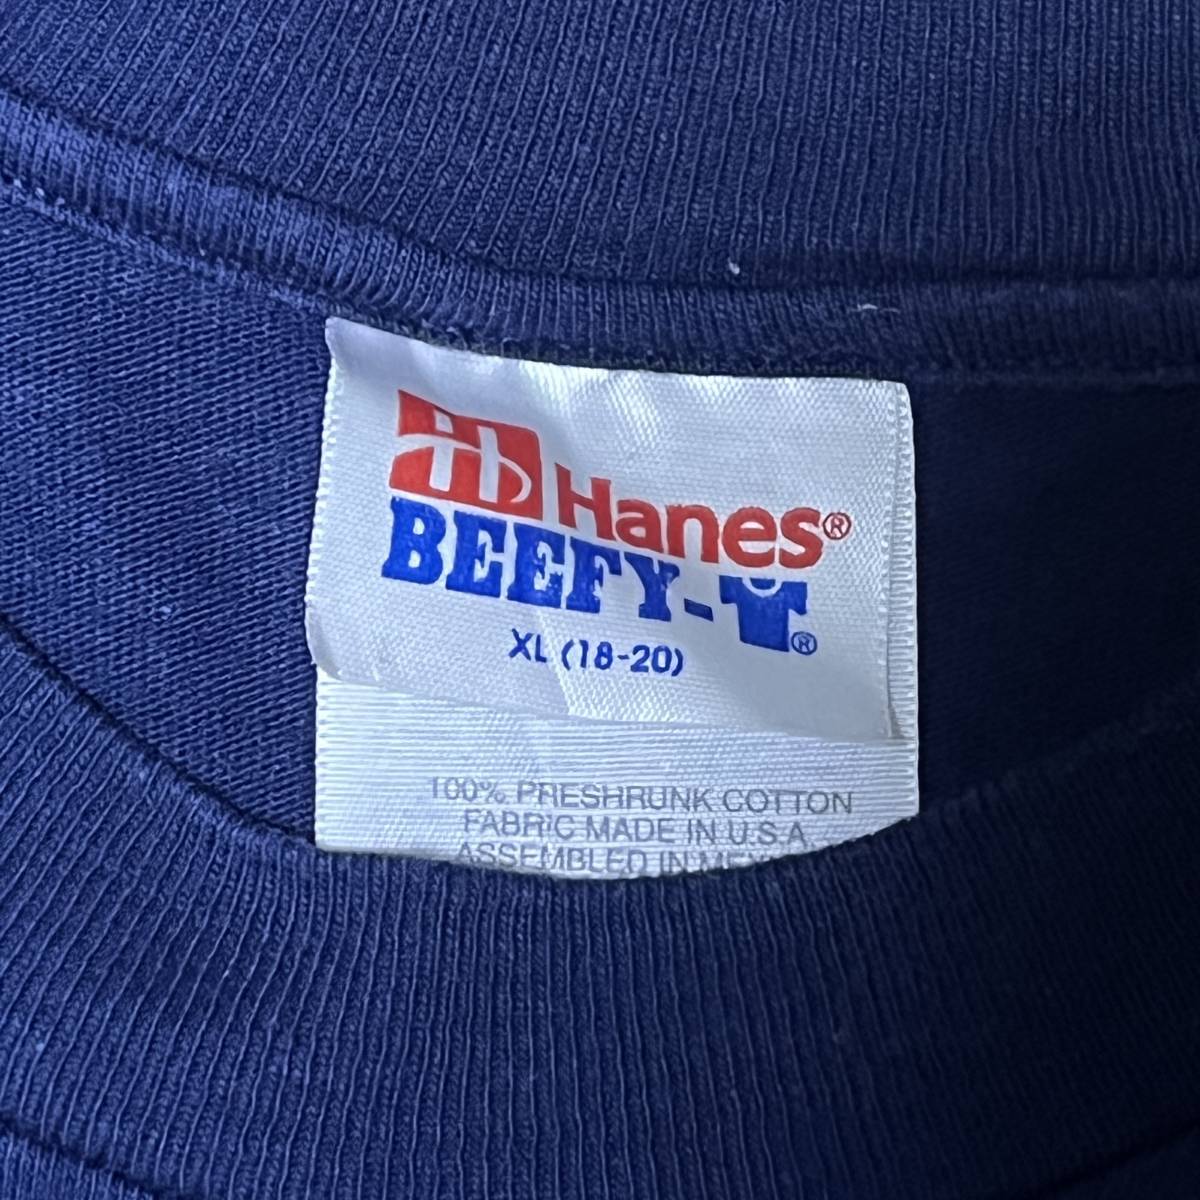 Hanes®
BEEFY-T®
XL (18-20)
100% PRESHRUNK COTTON
FABRIC MADE IN U.S.A.
ASSEMBLED IN